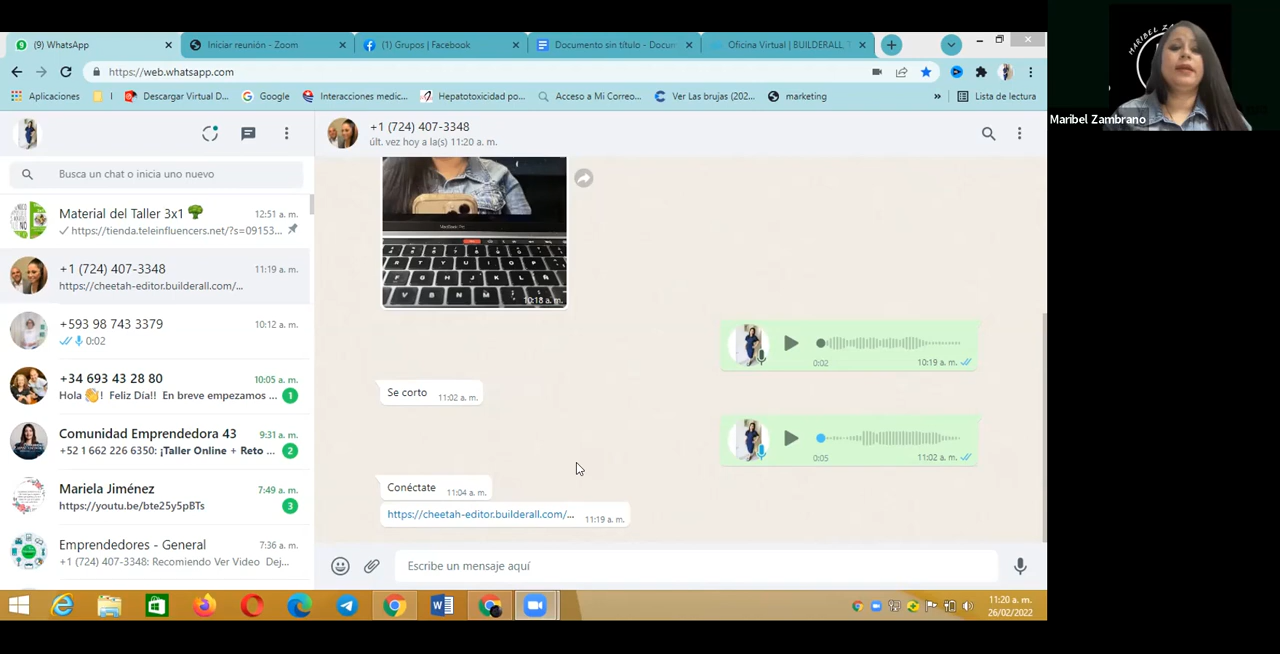 (9) WhatsApp
Iniciar reunión - Zoom
(1) Grupos | Facebook
Documento sin título - Docum
Oficina Virtual | BUILDERALL T
https://web.whatsapp.com
Aplicaciones
Descargar Virtual D...
Google
Interacciones medic...
Hepatotoxicidad po...
Acceso a Mi Correo...
Ver Las brujas (202...
marketing
»
Lista de lectura
MARIBEL
Maribel Zambrano
+1 (724) 407-3348
últ. vez hoy a la(s) 11:20 a. m.
Busca un chat o inicia uno nuevo
Material del Taller 3x1
12:51 a. m.
https://tienda.teleinfluencers.net/?s=09153...
+1 (724) 407-3348
11:19 a. m.
https://cheetah-editor.builderall.com/...
+593 98 743 3379
10:12 a. m.
0:02
+34 693 43 28 80
10:05 a. m.
Hola 👋! Feliz Día!! En breve empezamos ...
1
Comunidad Emprendedora 43
9:31 a. m.
+52 1 662 226 6350: ¡Taller Online + Reto ...
2
Mariela Jiménez
7:49 a. m.
https://youtu.be/bte25y5pBTs
3
Emprendedores - General
7:36 a. m.
+1 (724) 407-3348: Recomiendo Ver Video Dej...
MacBook Pro
R T Y U I O P
F G H J K L Ñ
V B N M
10:18 a. m.
0:02
10:19 a. m.
Se corto
11:02 a. m.
0:05
11:02 a. m.
Conéctate
11:04 a. m.
https://cheetah-editor.builderall.com/...
11:19 a. m.
Escribe un mensaje aquí
11:20 a. m.
26/02/2022